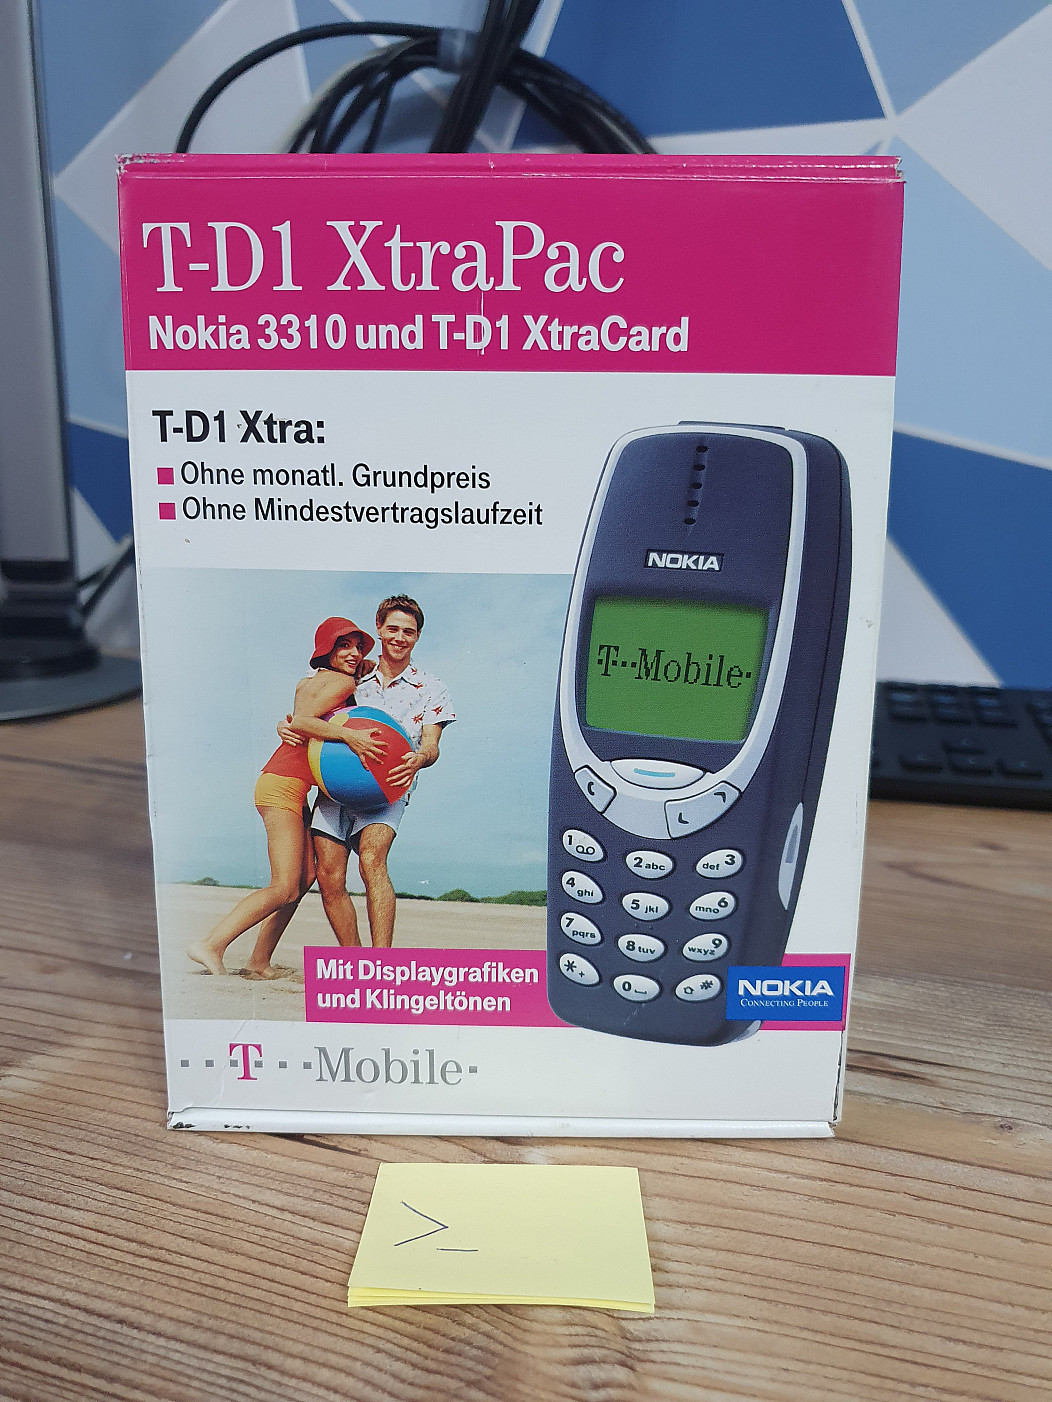 T-D1 XtraPac
Nokia 3310 und T-D1 XtraCard
T-D1 Xtra:
Ohne monatl. Grundpreis
Ohne Mindestvertragslaufzeit
NOKIA
·T···Mobile·
1
2 abc
def 3
4 ghi
5 jkl
mno 6
7 pqrs
8 tuv
wxyz 9
* +
0
#
Mit Displaygrafiken
und Klingeltönen
NOKIA
CONNECTING PEOPLE
···T···Mobile·
>_